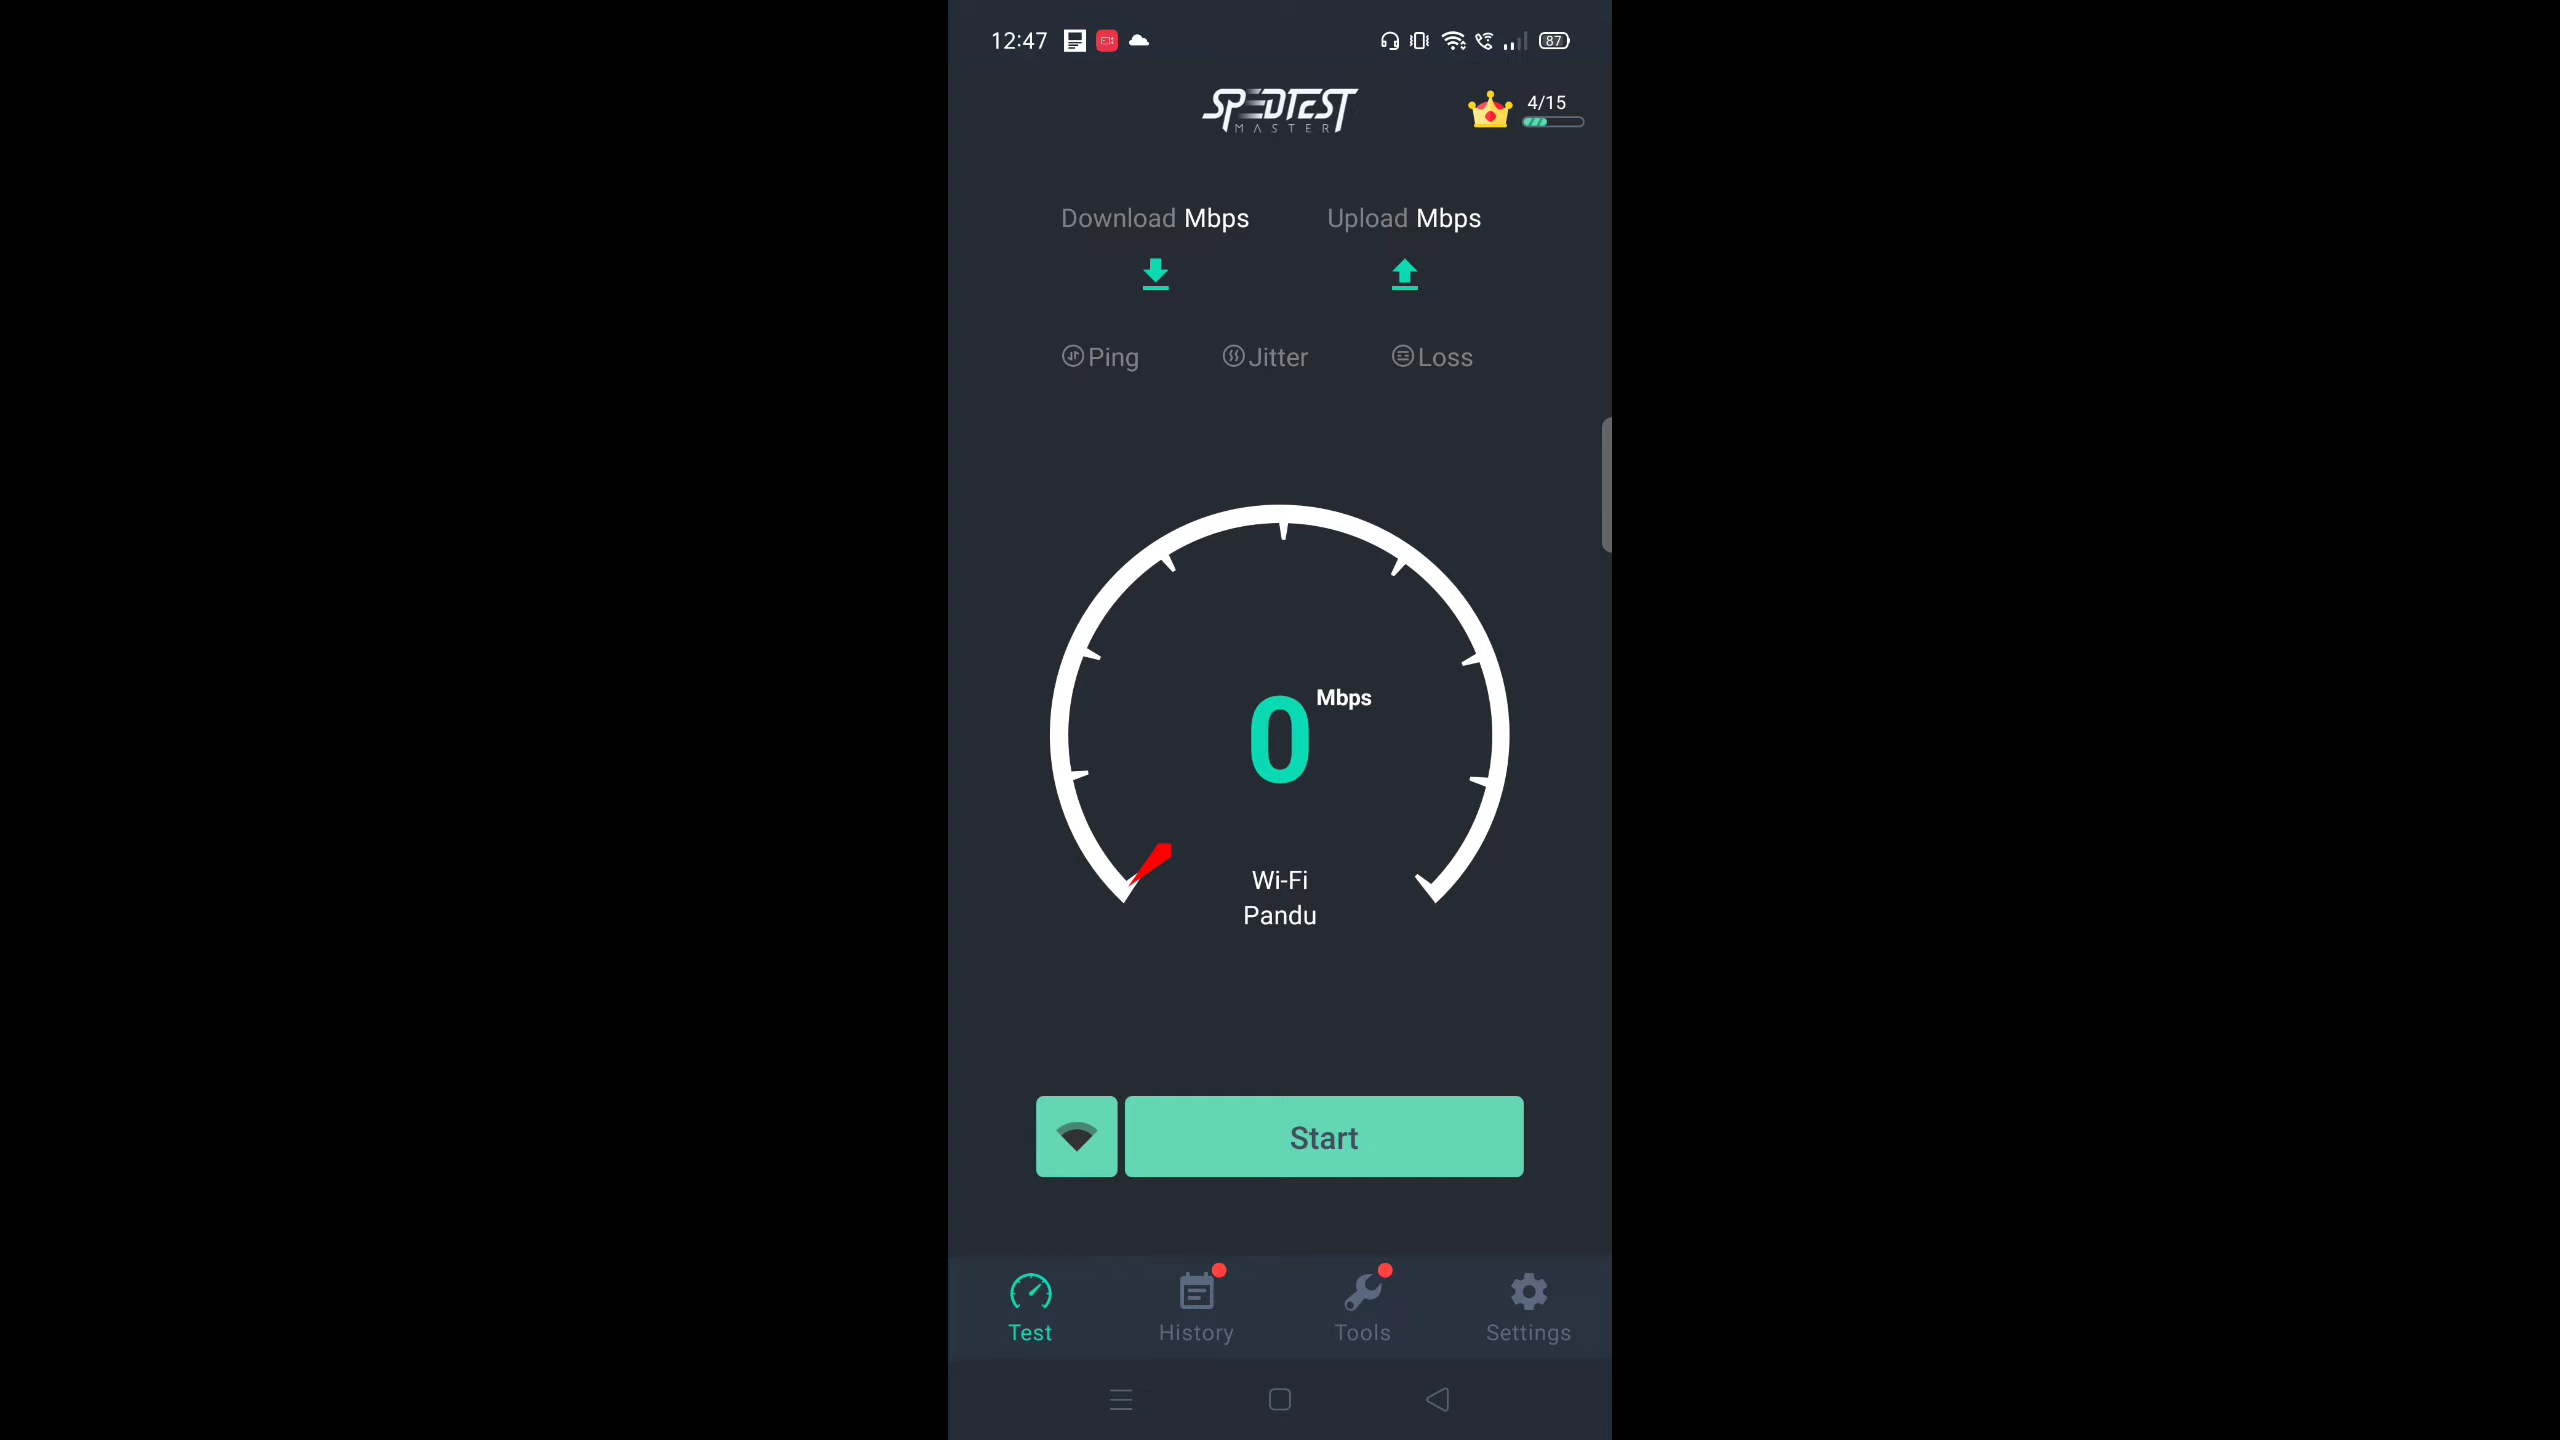 12:47
87
SPEEDTEST
MASTER
4/15
Download Mbps
Upload Mbps
Ping
Jitter
Loss
0 Mbps
Wi-Fi
Pandu
Start
Test
History
Tools
Settings